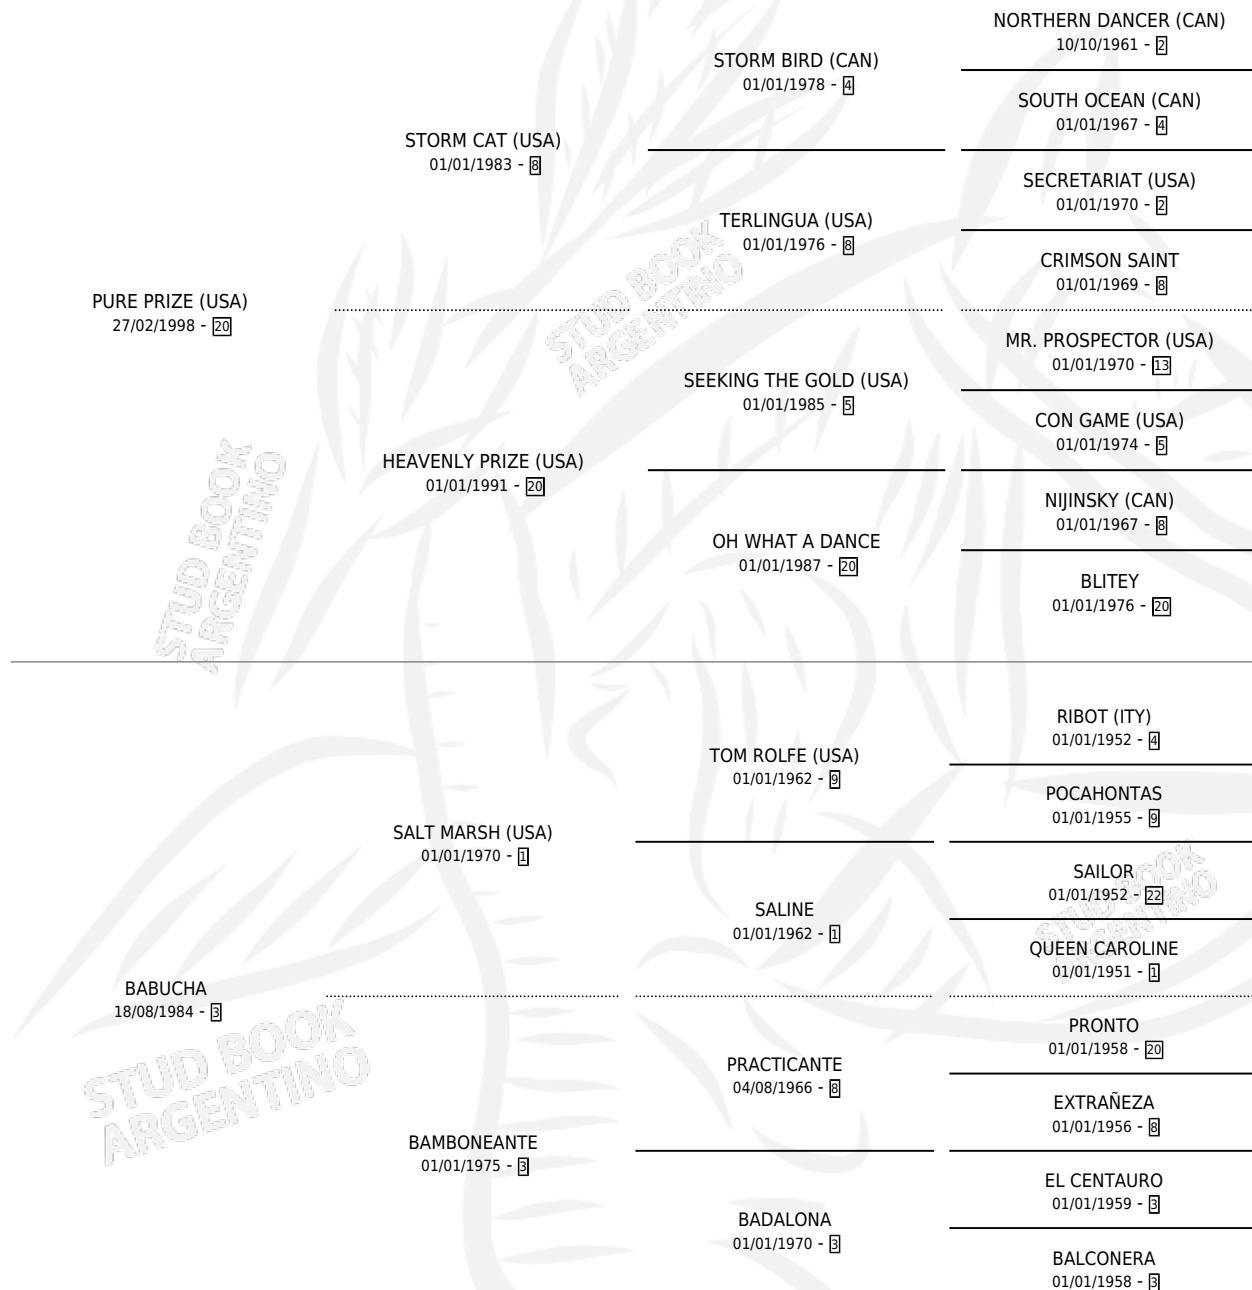 NORTHERN DANCER (CAN)
10/10/1961 - 2
STORM BIRD (CAN)
01/01/1978 - 4
SOUTH OCEAN (CAN)
01/01/1967 - 4
STORM CAT (USA)
01/01/1983 - 8
SECRETARIAT (USA)
01/01/1970 - 2
TERLINGUA (USA)
01/01/1976 - 8
CRIMSON SAINT
01/01/1969 - 8
PURE PRIZE (USA)
27/02/1998 - 20
STUD BOOK
ARGENTINO
MR. PROSPECTOR (USA)
01/01/1970 - 13
SEEKING THE GOLD (USA)
01/01/1985 - 5
CON GAME (USA)
01/01/1974 - 5
HEAVENLY PRIZE (USA)
01/01/1991 - 20
NIJINSKY (CAN)
01/01/1967 - 8
OH WHAT A DANCE
01/01/1987 - 20
BLITEY
01/01/1976 - 20
STUD BOOK
ARGENTINO
RIBOT (ITY)
01/01/1952 - 4
TOM ROLFE (USA)
01/01/1962 - 9
POCAHONTAS
01/01/1955 - 9
SALT MARSH (USA)
01/01/1970 - 1
SAILOR
01/01/1952 - 22
SALINE
01/01/1962 - 1
QUEEN CAROLINE
01/01/1951 - 1
STUD BOOK
ARGENTINO
BABUCHA
18/08/1984 - 3
PRONTO
01/01/1958 - 20
PRACTICANTE
04/08/1966 - 8
EXTRAÑEZA
01/01/1956 - 8
STUD BOOK
ARGENTINO
BAMBONEANTE
01/01/1975 - 3
EL CENTAURO
01/01/1959 - 3
BADALONA
01/01/1970 - 3
BALCONERA
01/01/1958 - 3